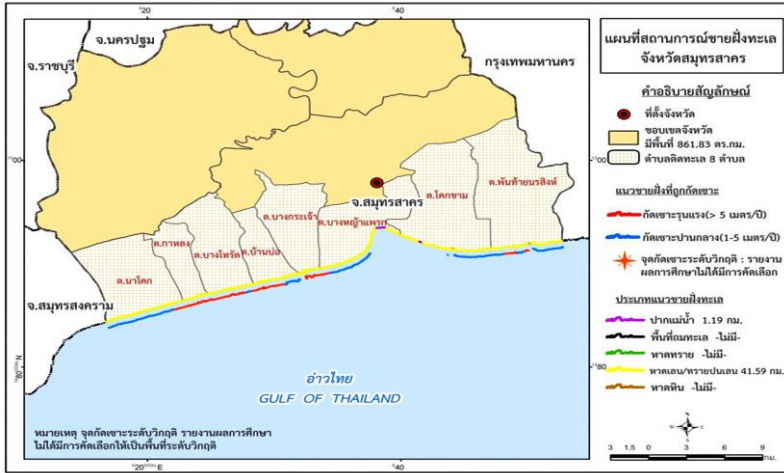 จ.นครปฐม
จ.ราชบุรี
กรุงเทพมหานคร
จ.สมุทรสาคร
ต.พันท้ายนรสิงห์
ต.โคกขาม
ต.บางหญ้าแพรก
ต.บางกระเจ้า
ต.บ้านบ่อ
ต.บางโทรัด
ต.กาหลง
ต.นาโคก
จ.สมุทรสงคราม
อ่าวไทย
GULF OF THAILAND
หมายเหตุ จุดกัดเซาะระดับวิกฤติ รายงานผลการศึกษา
ไม่ได้มีการคัดเลือกให้เป็นพื้นที่ระดับวิกฤติ
แผนที่สถานการณ์ชายฝั่งทะเล
จังหวัดสมุทรสาคร
คำอธิบายสัญลักษณ์
ที่ตั้งจังหวัด
ขอบเขตจังหวัด
มีพื้นที่ 861.83 ตร.กม.
ตำบลติดทะเล 8 ตำบล
แนวชายฝั่งที่ถูกกัดเซาะ
กัดเซาะรุนแรง(> 5 เมตร/ปี)
กัดเซาะปานกลาง(1-5 เมตร/ปี)
จุดกัดเซาะระดับวิกฤติ : รายงาน
ผลการศึกษาไม่ได้มีการคัดเลือก
ประเภทแนวชายฝั่งทะเล
ปากแม่น้ำ 1.19 กม.
พื้นที่ถมทะเล -ไม่มี-
หาดทราย -ไม่มี-
หาดเลน/ทรายปนเลน 41.59 กม.
หาดหิน -ไม่มี-
3 1.5 0 3 6 9
กม.